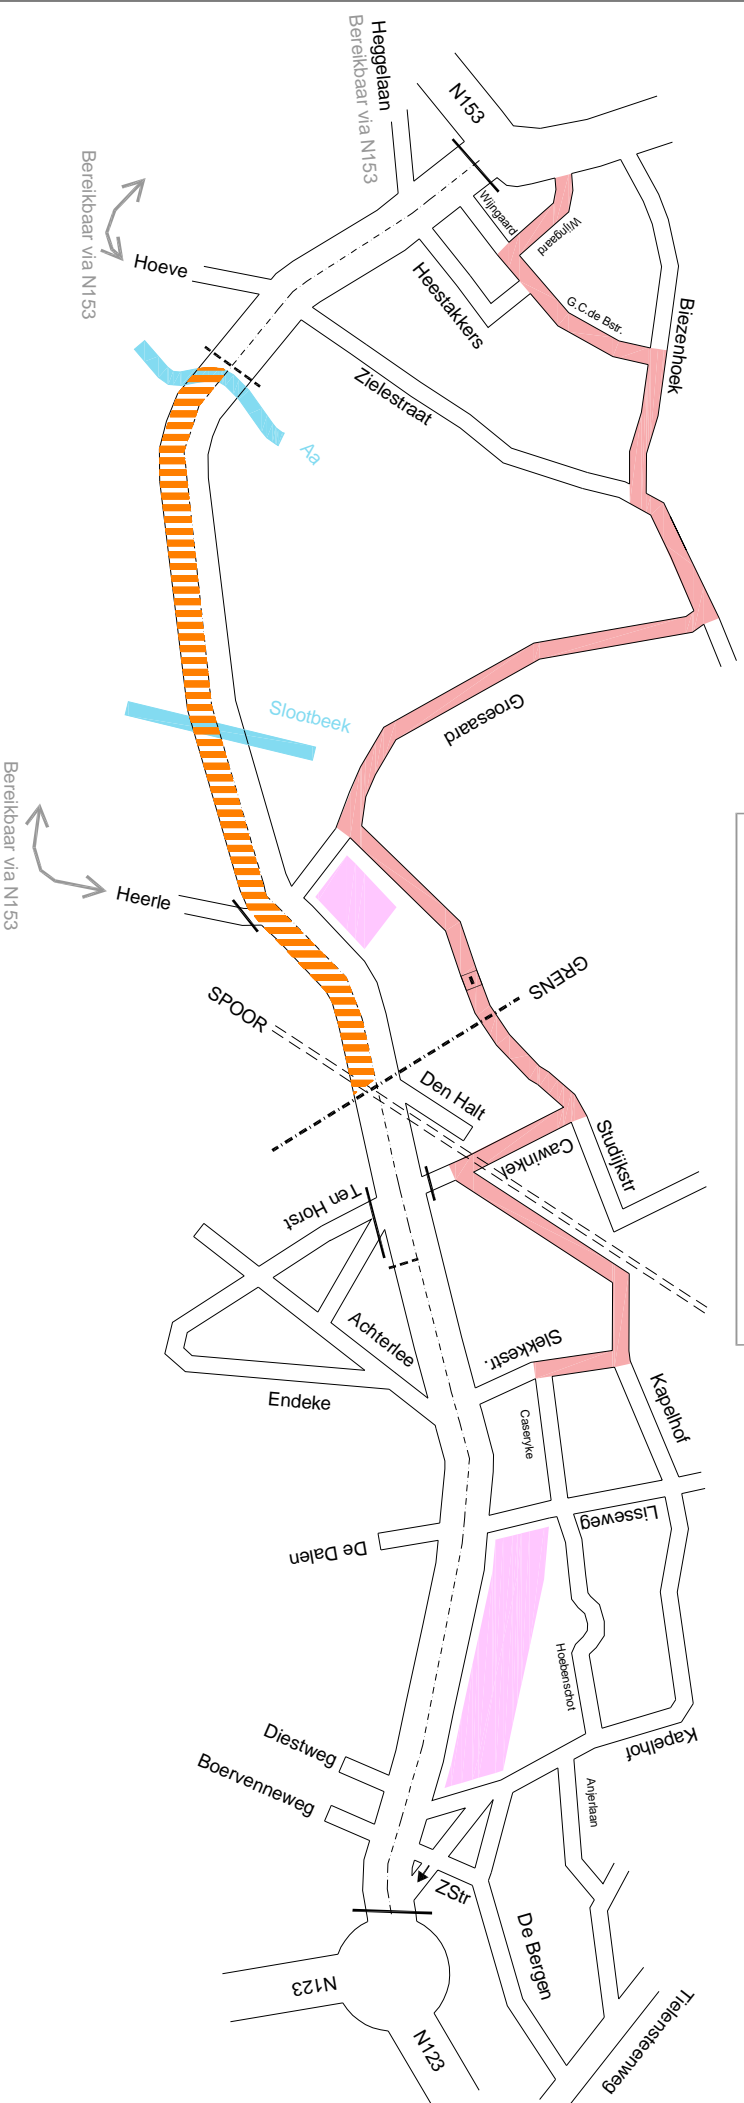 Heggelaan
Bereikbaar via N153
N153
Wijngaard
Wijngaard
Bereikbaar via N153
Hoeve
Heestakkers
G.C.de Bstr.
Biezenhoek
Zielestraat
Aa
Groesaard
Slootbeek
Bereikbaar via N153
Heerle
SPOOR
GRENS
Den Halt
Studijkstr
Cawinkel
Ten Horst
Achterlee
Slekkestr.
Endeke
Kapelhof
Caseryke
Lisseweg
De Dalen
Hoebenschot
Kapelhof
Diestweg
Boervenneweg
Anjerlaan
ZStr
De Bergen
N123
N123
Tielensteenweg